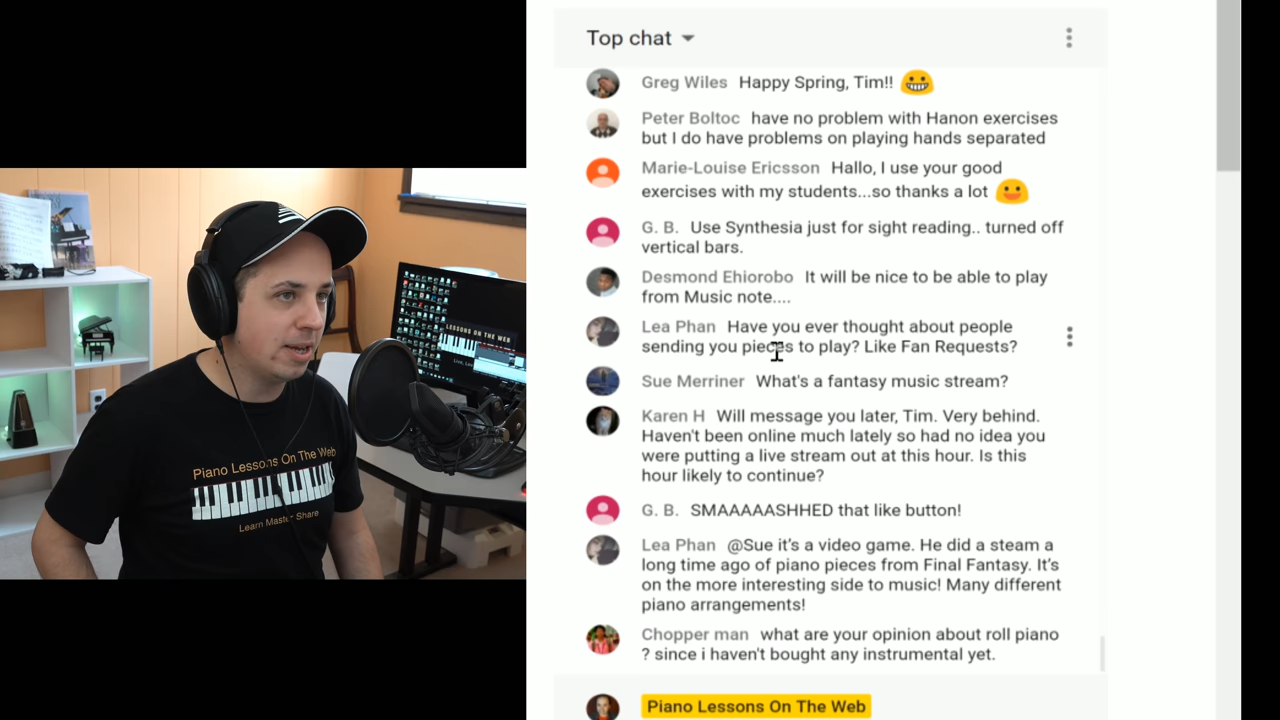 Top chat
Greg Wiles Happy Spring, Tim!!
Peter Boltoc have no problem with Hanon exercises
but I do have problems on playing hands separated
Marie-Louise Ericsson Hallo, I use your good
exercises with my students...so thanks a lot
G. B. Use Synthesia just for sight reading.. turned off
vertical bars.
Desmond Ehiorobo It will be nice to be able to play
from Music note....
Lea Phan Have you ever thought about people
sending you pieces to play? Like Fan Requests?
Sue Merriner What's a fantasy music stream?
Karen H Will message you later, Tim. Very behind.
Haven't been online much lately so had no idea you
were putting a live stream out at this hour. Is this
hour likely to continue?
G. B. SMAAAAASHHED that like button!
Lea Phan @Sue it's a video game. He did a steam a
long time ago of piano pieces from Final Fantasy. It's
on the more interesting side to music! Many different
piano arrangements!
Chopper man what are your opinion about roll piano
? since i haven't bought any instrumental yet.
Piano Lessons On The Web
Piano Lessons On The Web
Learn Master Share
LESSONS ON THE WEB